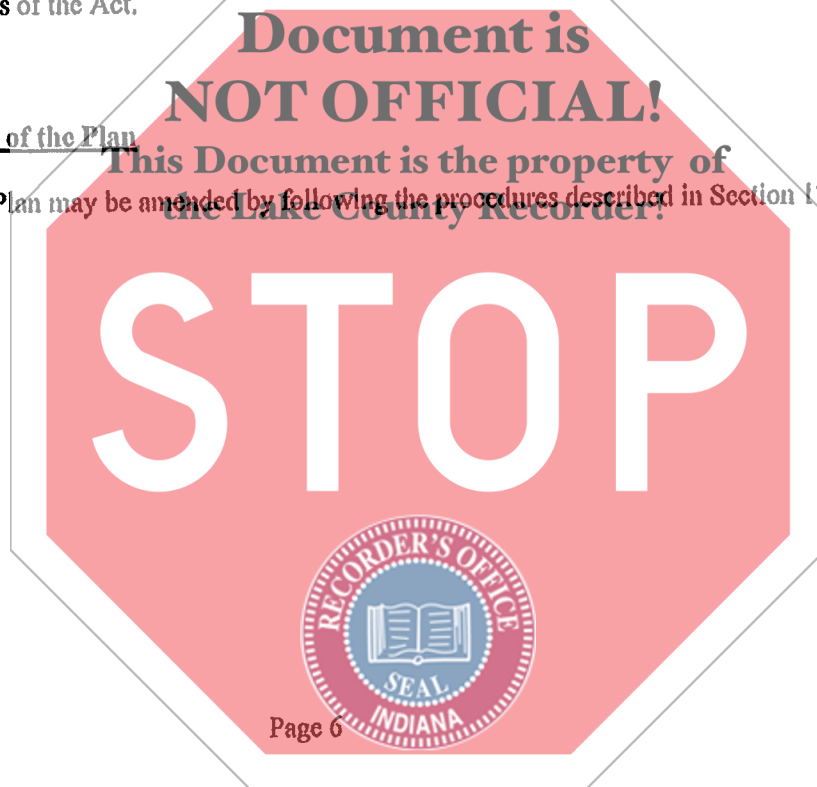 s of the Act.
Document is
NOT OFFICIAL!
of the Plan
This Document is the property of
Plan may be amended by following the procedures described in Section
the Lake County Recorder!
STOP
RECORDER'S OFFICE
SEAL
INDIANA
Page 6